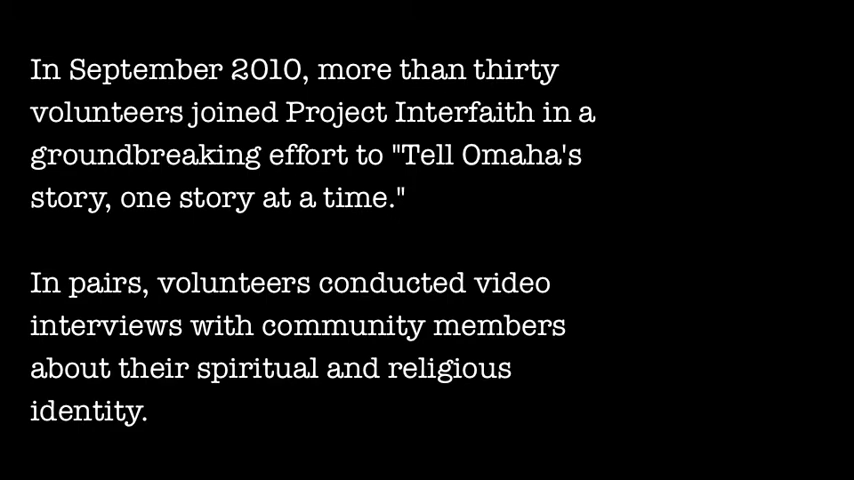 In September 2010, more than thirty
volunteers joined Project Interfaith in a
groundbreaking effort to "Tell Omaha's
story, one story at a time."
In pairs, volunteers conducted video
interviews with community members
about their spiritual and religious
identity.